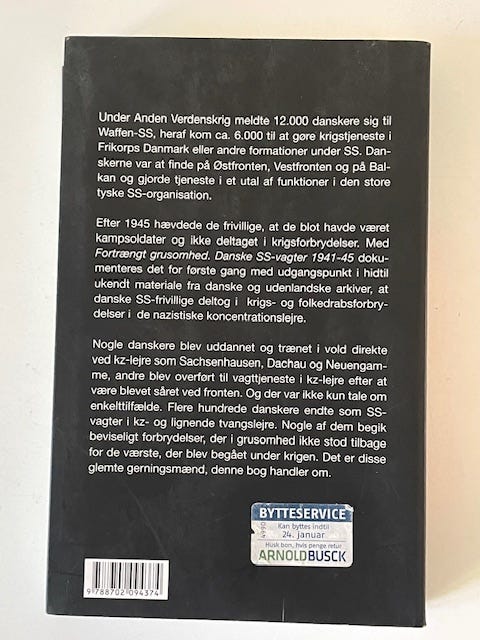 Under Anden Verdenskrig meldte 12.000 danskere sig til
Waffen-SS, heraf kom ca. 6.000 til at gøre krigstjeneste i
Frikorps Danmark eller andre formationer under SS. Dan-
skerne var at finde på Østfronten, Vestfronten og på Bal-
kan og gjorde tjeneste i et utal af funktioner i den store
tyske SS-organisation.
Efter 1945 hævdede de frivillige, at de blot havde været
kampsoldater og ikke deltaget i krigsforbrydelser. Med
Fortrængt grusomhed. Danske SS-vagter 1941-45 doku-
menteres det for første gang med udgangspunkt i hidtil
ukendt materiale fra danske og udenlandske arkiver, at
danske SS-frivillige deltog i krigs- og folkedrabsforbry-
delser i de nazistiske koncentrationslejre.
Nogle danskere blev uddannet og trænet i vold direkte
ved kz-lejre som Sachsenhausen, Dachau og Neuengam-
me, andre blev overført til vagttjeneste i kz-lejre efter at
være blevet såret ved fronten. Og der var ikke kun tale om
enkelttilfælde. Flere hundrede danskere endte som SS-
vagter i kz- og lignende tvangslejre. Nogle af dem begik
beviseligt forbrydelser, der i grusomhed ikke stod tilbage
for de værste, der blev begået under krigen. Det er disse
glemte gerningsmænd, denne bog handler om.
BYTTESERVICE
Kan byttes indtil
24. januar
Husk bon, hvis penge retur
ARNOLDBUSCK
4990
9 788702 094374